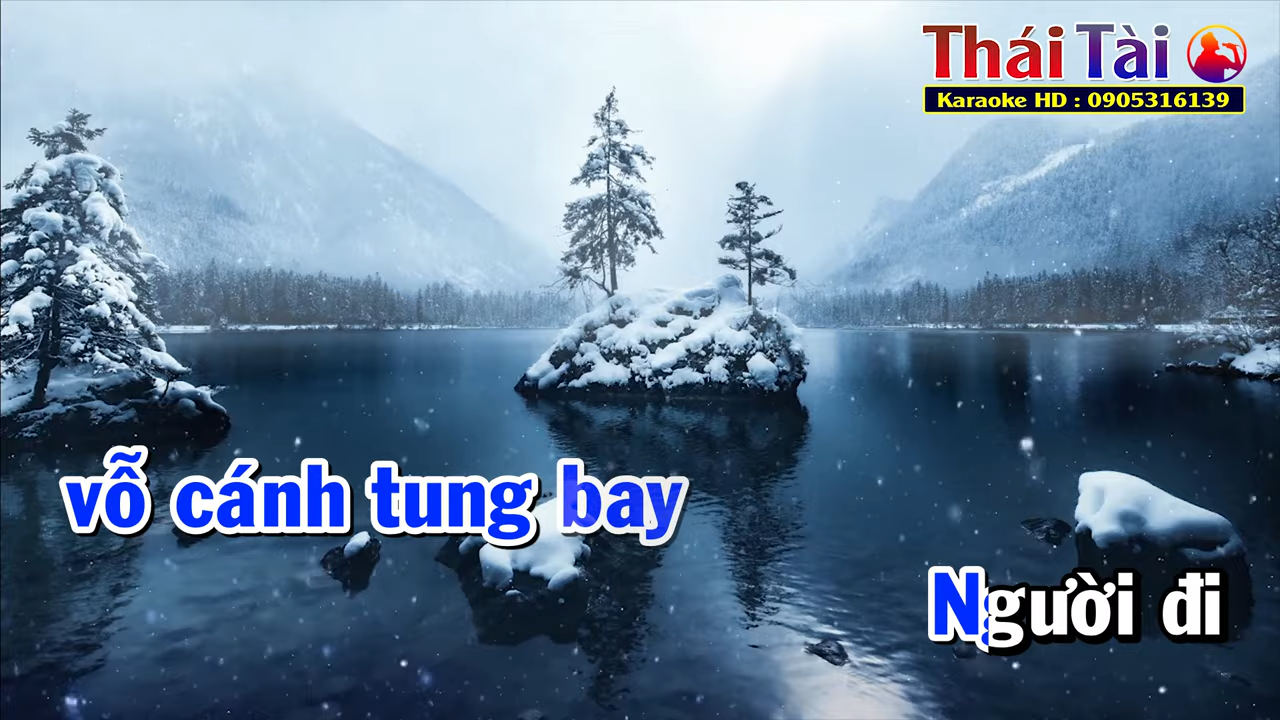 Thái Tài
Karaoke HD : 0905316139
vỗ cánh tung bay
Người đi